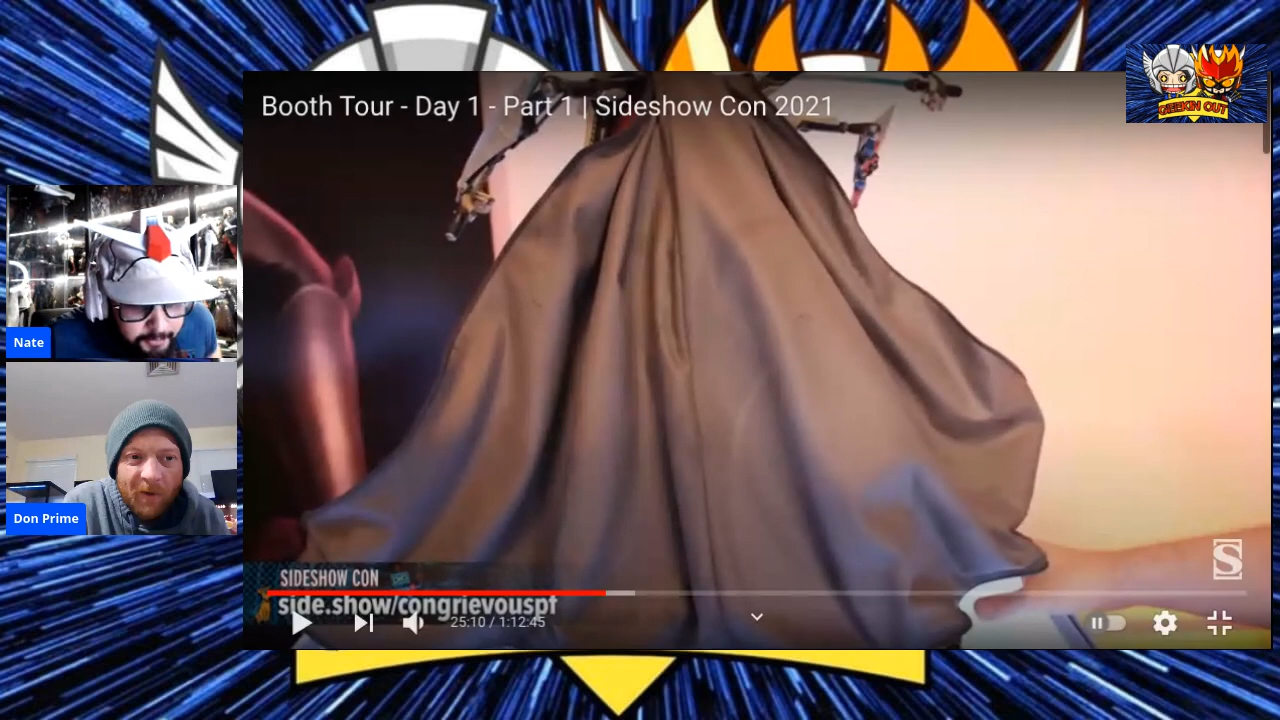 Booth Tour - Day 1 - Part 1 | Sideshow Con 2021
GEEKIN OUT
Nate
Don Prime
SIDESHOW CON
side.show/congrievouspf
25:10 / 1:12:45
S